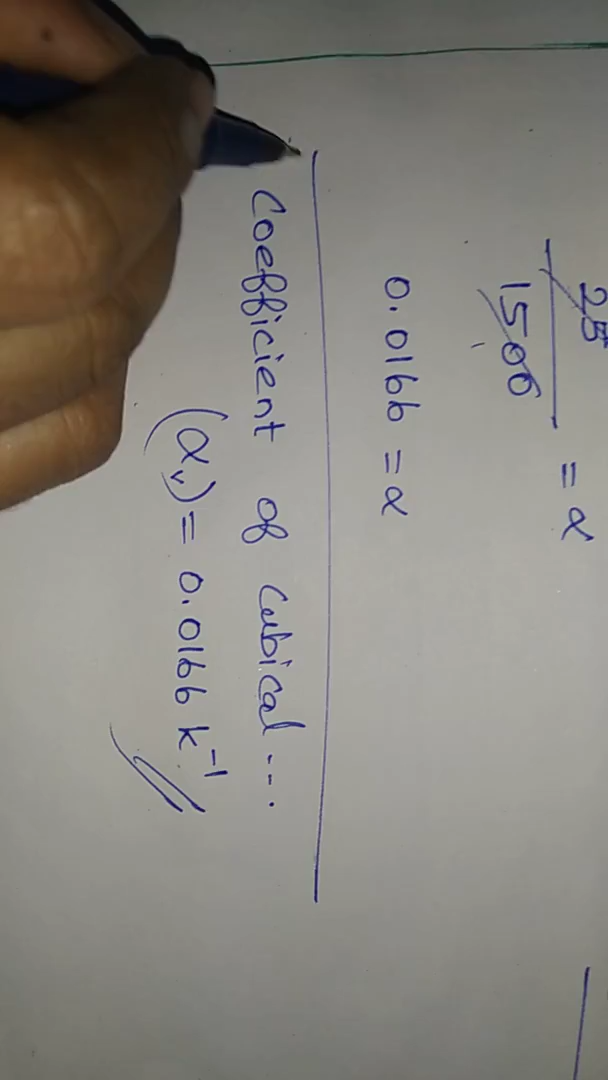 25
1500 = α
0.0166 = α
Coefficient of Cubical...
(αᵥ) = 0.0166 k⁻¹